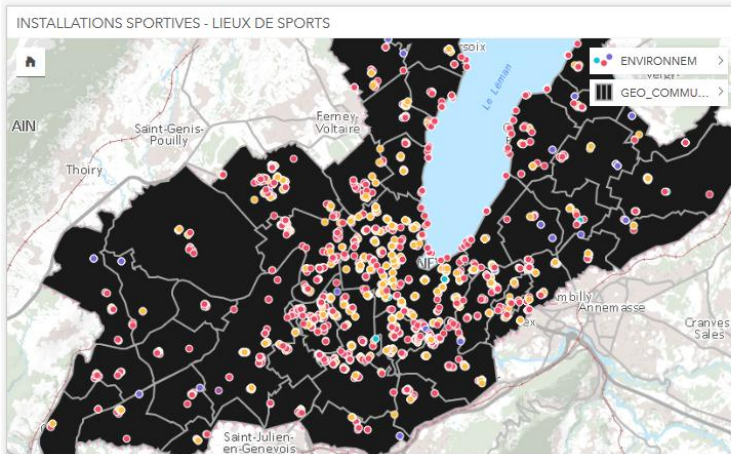 INSTALLATIONS SPORTIVES - LIEUX DE SPORTS
ENVIRONNEM
GEO_COMMU...
Le Léman
AIN
Saint-Genis-
Pouilly
Ferney-
Voltaire
Thoiry
Annemasse
Cranves
Sales
Saint-Julien-
en-Genevois